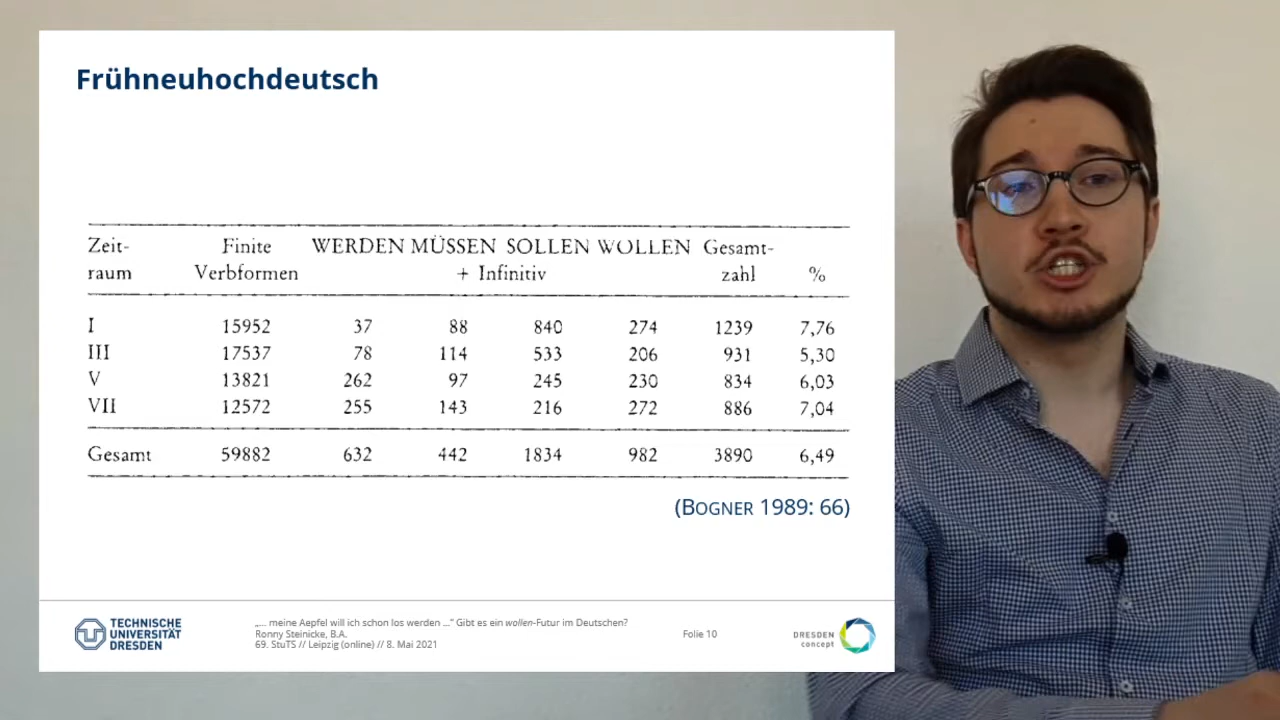 Frühneuhochdeutsch
Zeit- Finite WERDEN MÜSSEN SOLLEN WOLLEN Gesamt-
raum Verbformen + Infinitiv zahl %
I 15952 37 88 840 274 1239 7,76
III 17537 78 114 533 206 931 5,30
V 13821 262 97 245 230 834 6,03
VII 12572 255 143 216 272 886 7,04
Gesamt 59882 632 442 1834 982 3890 6,49
(BOGNER 1989: 66)
TECHNISCHE
UNIVERSITÄT
DRESDEN
„... meine Aepfel will ich schon los werden ...“ Gibt es ein wollen-Futur im Deutschen?
Ronny Steinicke, B.A.
69. StuTS // Leipzig (online) // 8. Mai 2021
Folie 10
DRESDEN
concept